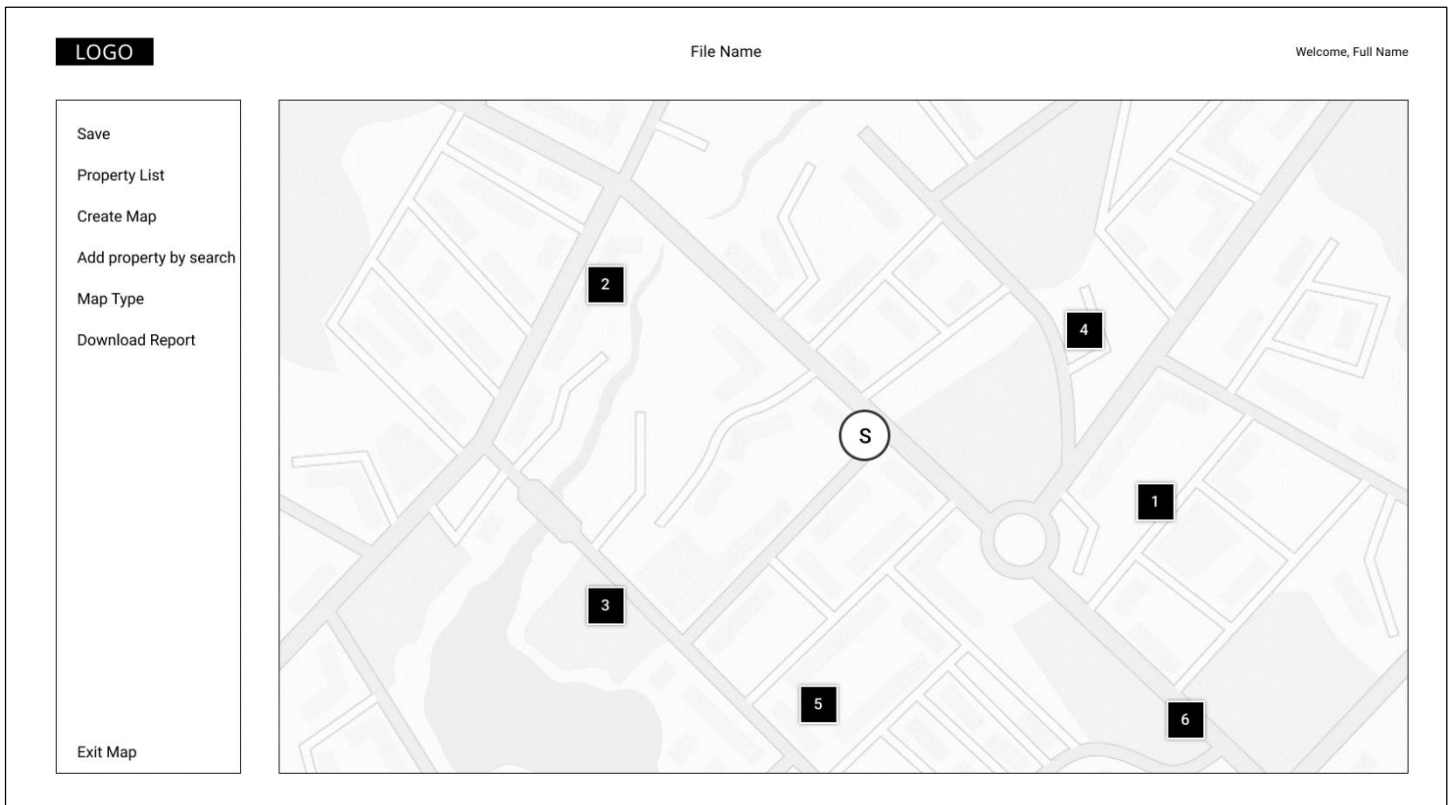 LOGO
File Name
Welcome, Full Name
Save
Property List
Create Map
Add property by search
Map Type
Download Report
Exit Map
2
4
S
1
3
5
6